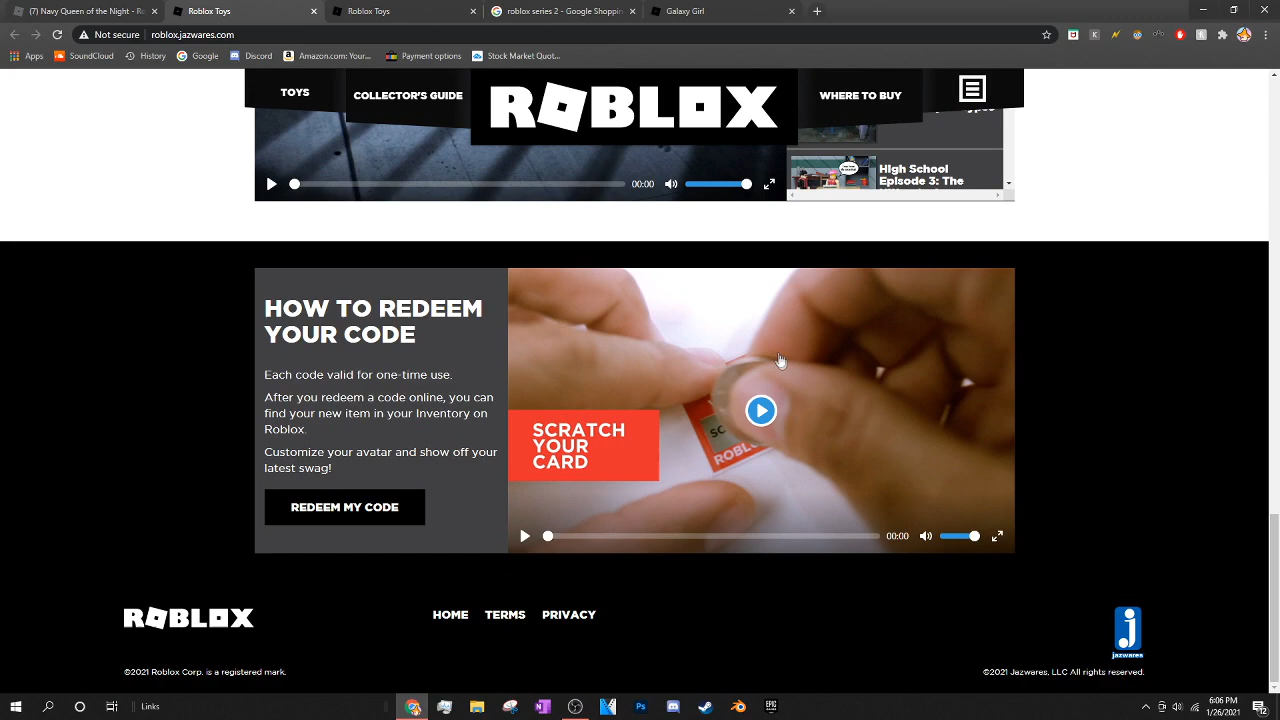 (7) Navy Queen of the Night - Ro
Roblox Toys
Roblox Toys
roblox series 2 - Google Shoppin
Galaxy Girl
Not secure
roblox.jazwares.com
Apps
SoundCloud
History
Google
Discord
Amazon.com: Your...
Payment options
Stock Market Quot...
TOYS
COLLECTOR'S GUIDE
ROBLOX
WHERE TO BUY
00:00
High School
Episode 3: The
HOW TO REDEEM
YOUR CODE
Each code valid for one-time use.
After you redeem a code online, you can
find your new item in your Inventory on
Roblox.
Customize your avatar and show off your
latest swag!
REDEEM MY CODE
SCRATCH
YOUR
CARD
SC
ROBLO
00:00
ROBLOX
HOME
TERMS
PRIVACY
j
jazwares
©2021 Roblox Corp. is a registered mark.
©2021 Jazwares, LLC All rights reserved.
Links
Ps
EPIC
6:06 PM
1/26/2021